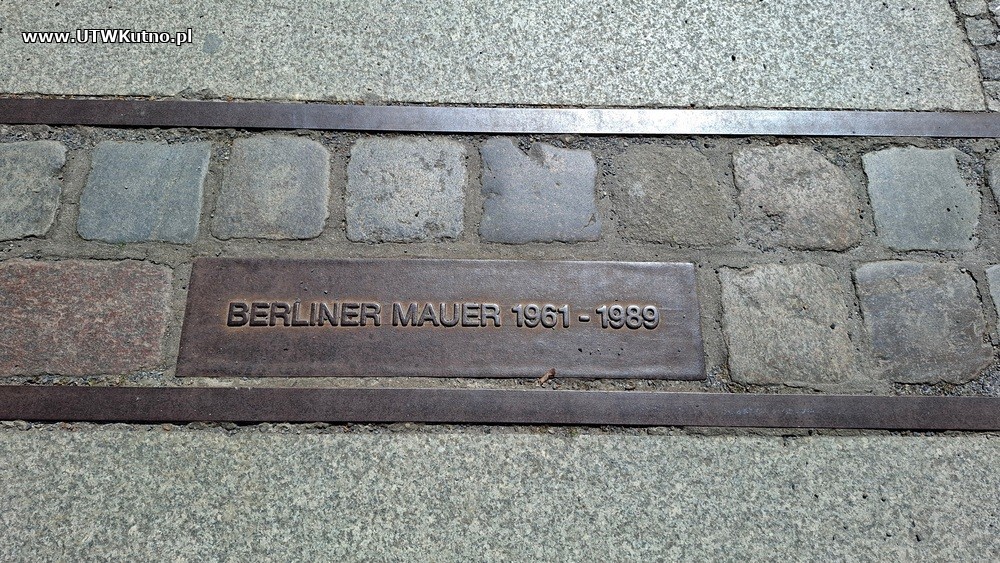 www.UTWKutno.pl
BERLINER MAUER 1961 - 1989